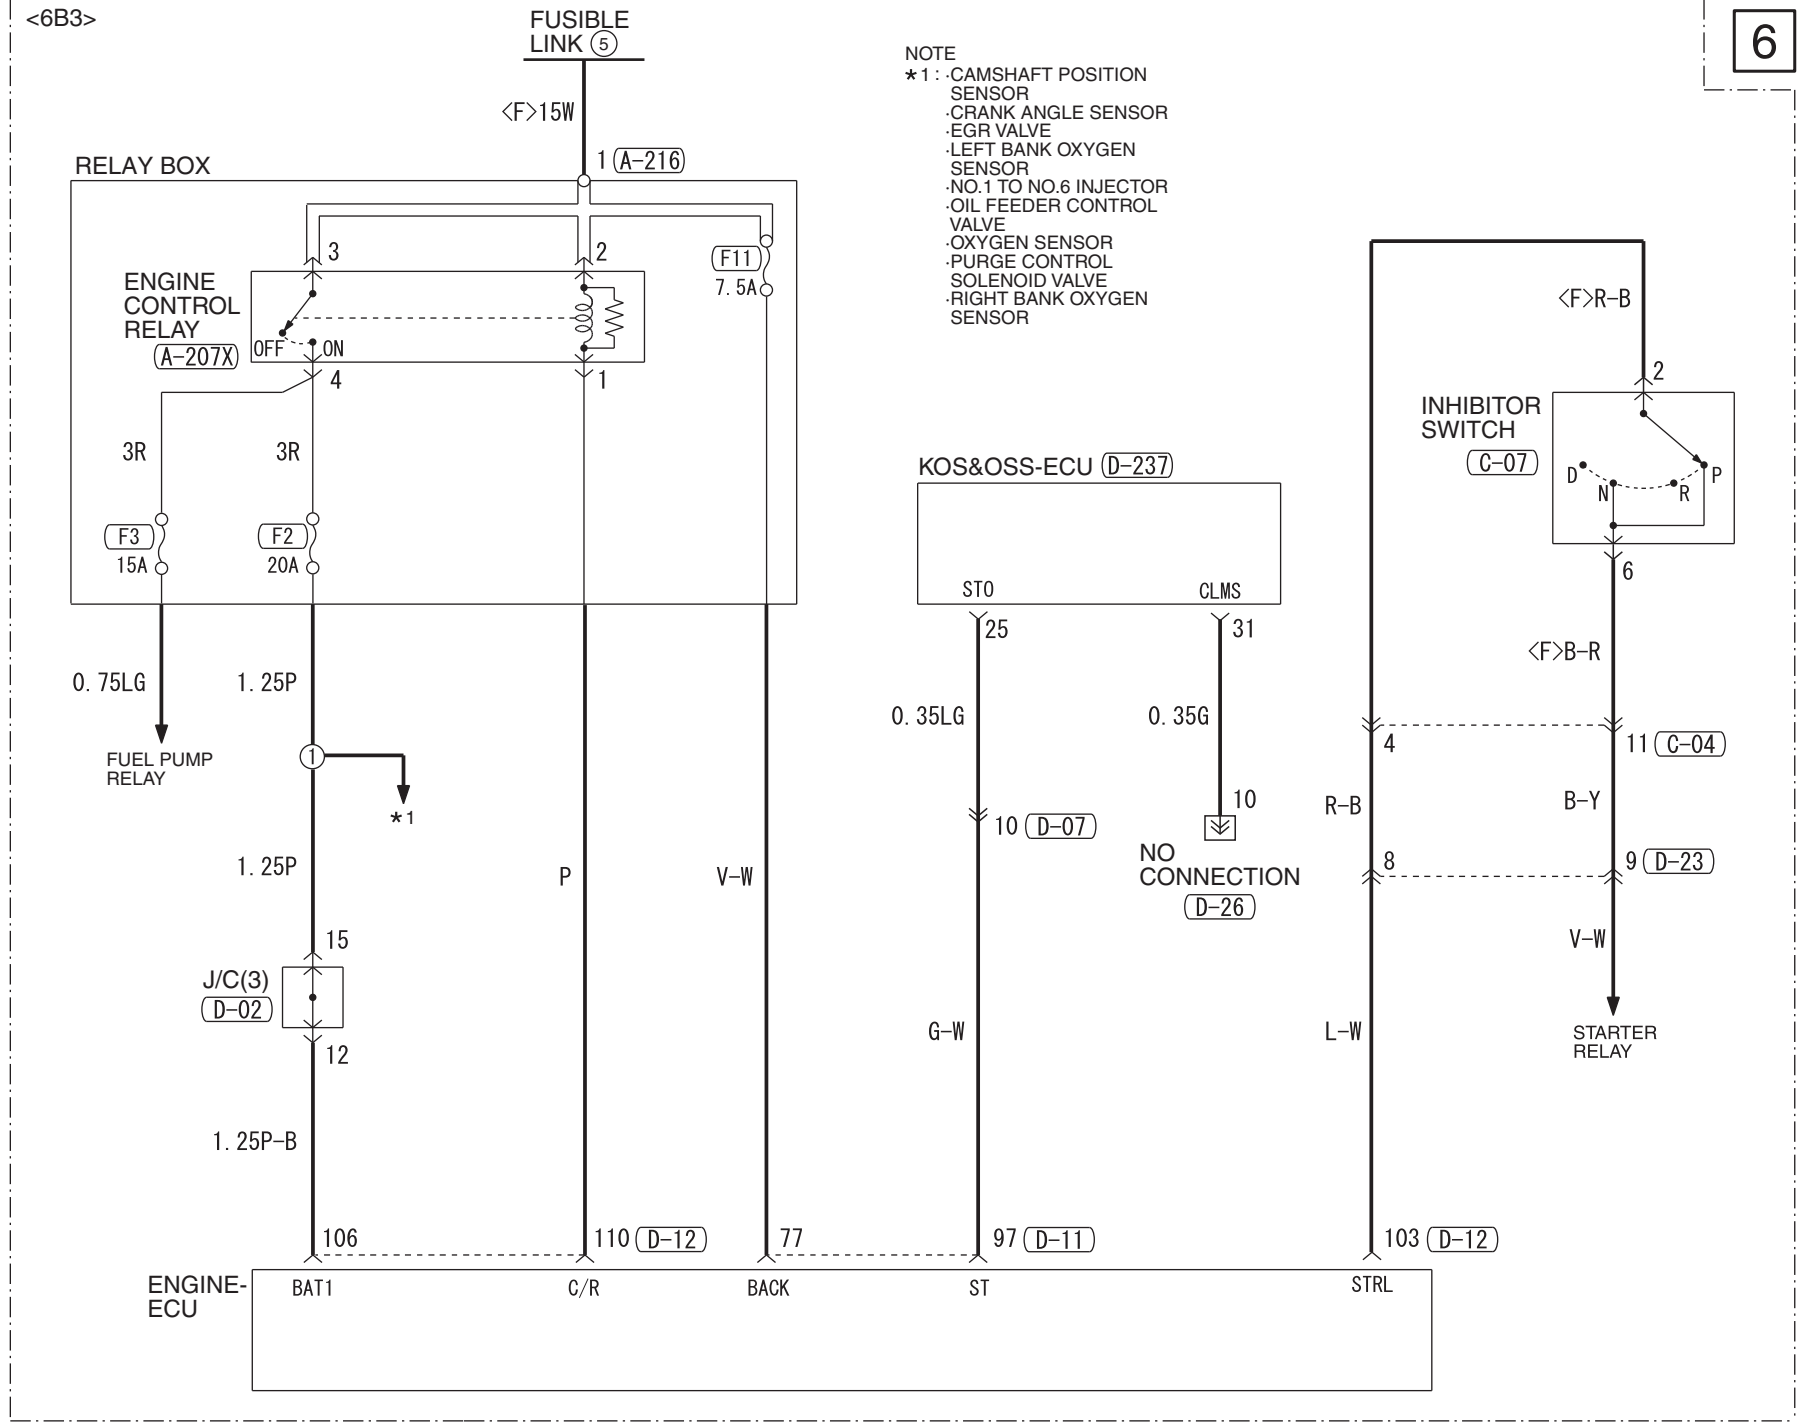 <6B3>
6
FUSIBLE
LINK ⑤
<F>15W
1 A-216
RELAY BOX
NOTE
*1 : ·CAMSHAFT POSITION
SENSOR
·CRANK ANGLE SENSOR
·EGR VALVE
·LEFT BANK OXYGEN
SENSOR
·NO.1 TO NO.6 INJECTOR
·OIL FEEDER CONTROL
VALVE
·OXYGEN SENSOR
·PURGE CONTROL
SOLENOID VALVE
·RIGHT BANK OXYGEN
SENSOR
3
2
F11
7.5A
ENGINE
CONTROL
RELAY
A-207X
OFF
ON
4
1
3R
3R
F3
15A
F2
20A
<F>R-B
2
INHIBITOR
SWITCH
C-07
D
N
R
P
6
<F>B-R
KOS&OSS-ECU D-237
STO
CLMS
25
31
0.75LG
1.25P
0.35LG
0.35G
FUEL PUMP
RELAY
1
*1
4
11 C-04
R-B
B-Y
10 D-07
10
NO
CONNECTION
D-26
8
9 D-23
1.25P
P
V-W
V-W
15
J/C(3)
D-02
12
G-W
L-W
STARTER
RELAY
1.25P-B
106
110 D-12
77
97 D-11
103 D-12
ENGINE-
ECU
BAT1
C/R
BACK
ST
STRL